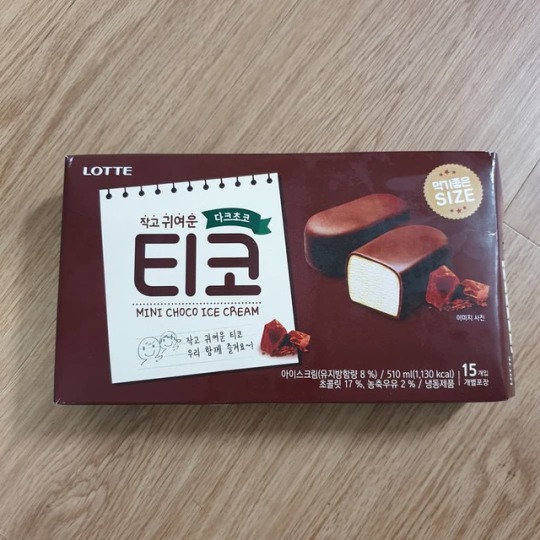 LOTTE
작고 귀여운
다크초코
티코
MINI CHOCO ICE CREAM
작고 귀여운 티코
우리 함께 즐겨요~!
먹기좋은
SIZE
이미지 사진
아이스크림(유지방함량 8 %) / 510 ml(1,130 kcal)
초콜릿 17 %, 농축우유 2 % / 냉동제품
15개입
개별포장
LOTTE